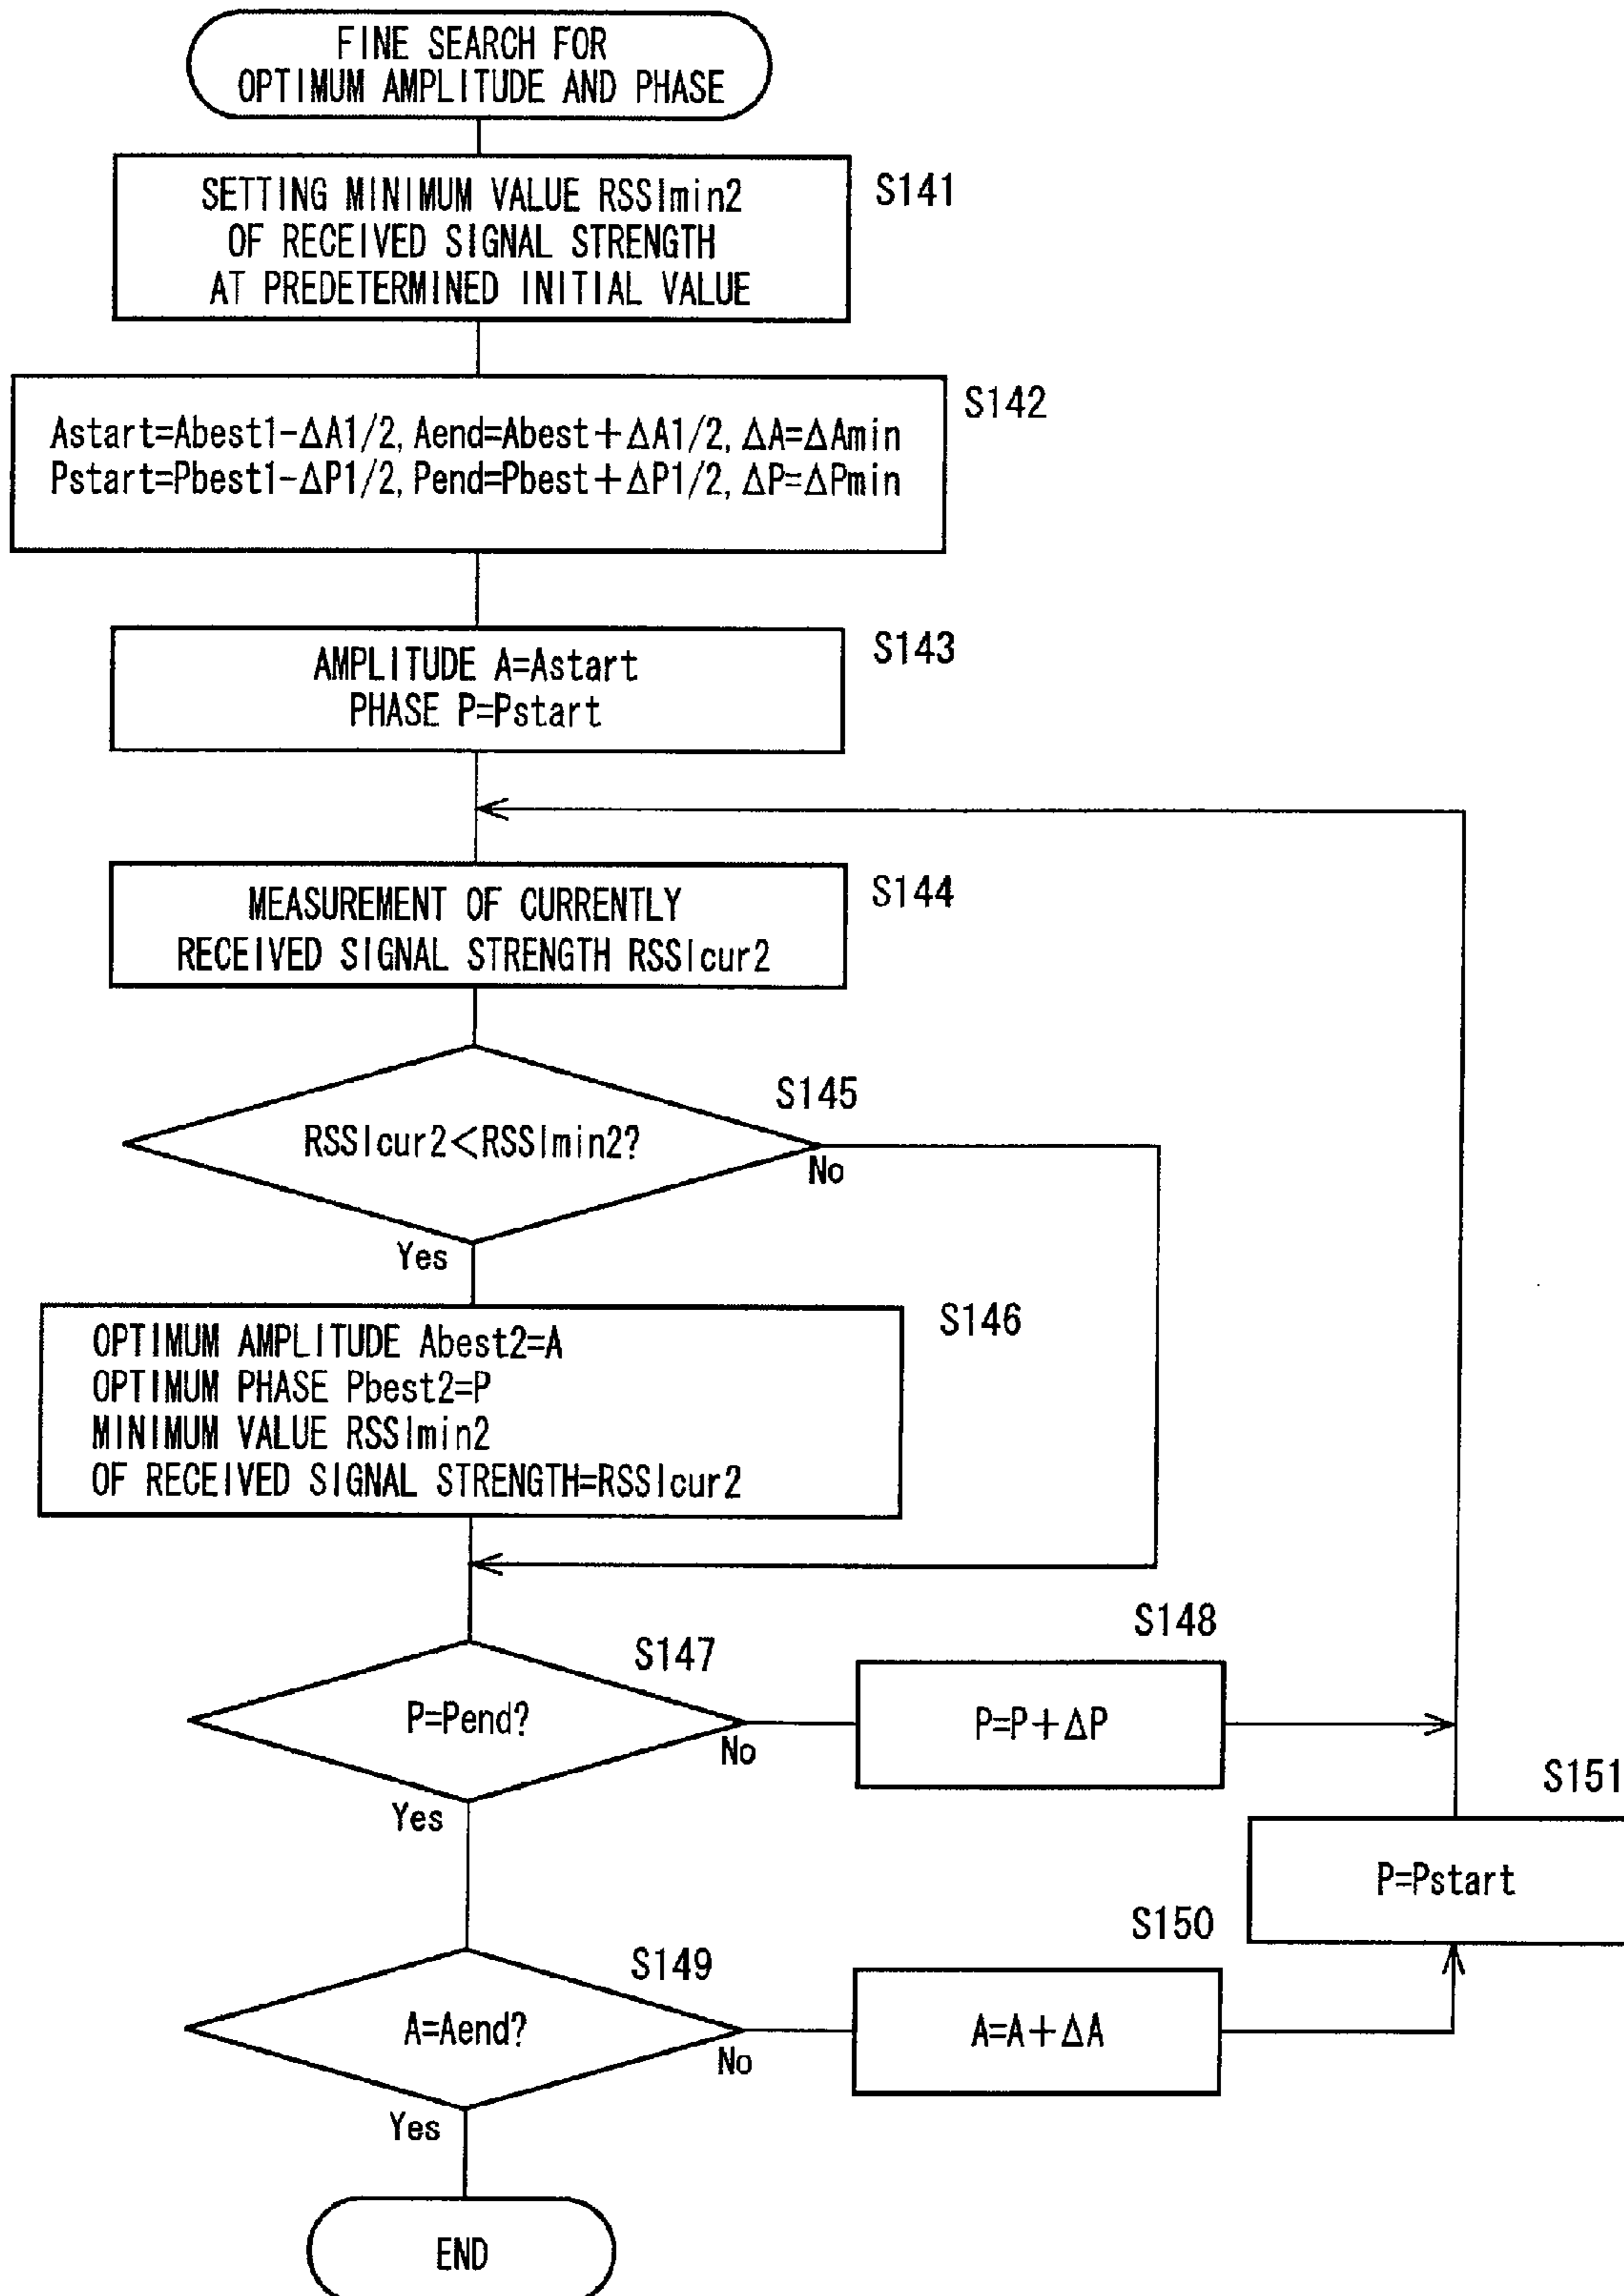 FINE SEARCH FOR
OPTIMUM AMPLITUDE AND PHASE
SETTING MINIMUM VALUE RSSImin2
OF RECEIVED SIGNAL STRENGTH
AT PREDETERMINED INITIAL VALUE
S141
Astart=Abest1-ΔA1/2, Aend=Abest+ΔA1/2, ΔA=ΔAmin
Pstart=Pbest1-ΔP1/2, Pend=Pbest+ΔP1/2, ΔP=ΔPmin
S142
AMPLITUDE A=Astart
PHASE P=Pstart
S143
MEASUREMENT OF CURRENTLY
RECEIVED SIGNAL STRENGTH RSSIcur2
S144
RSSIcur2<RSSImin2?
S145
No
Yes
OPTIMUM AMPLITUDE Abest2=A
OPTIMUM PHASE Pbest2=P
MINIMUM VALUE RSSImin2
OF RECEIVED SIGNAL STRENGTH=RSSIcur2
S146
P=Pend?
S147
No
Yes
P=P+ΔP
S148
P=Pstart
S151
A=Aend?
S149
No
Yes
A=A+ΔA
S150
END